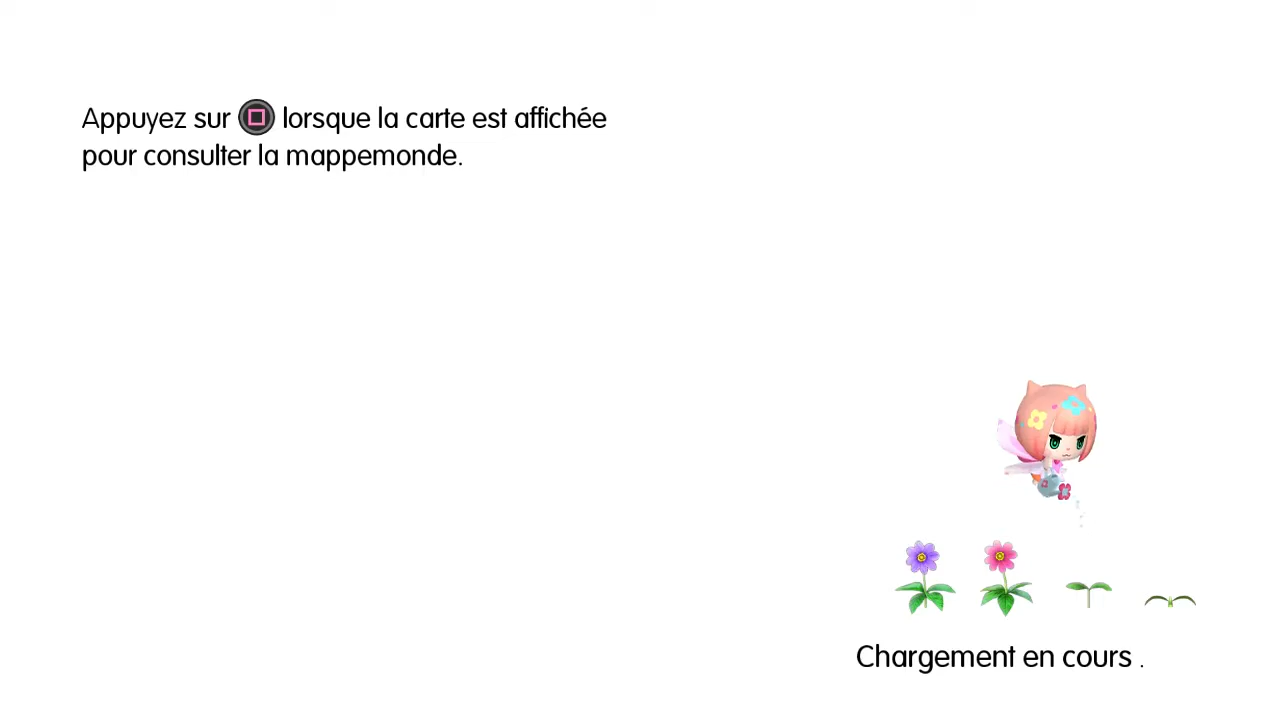 Appuyez sur lorsque la carte est affichée
pour consulter la mappemonde.
Chargement en cours .